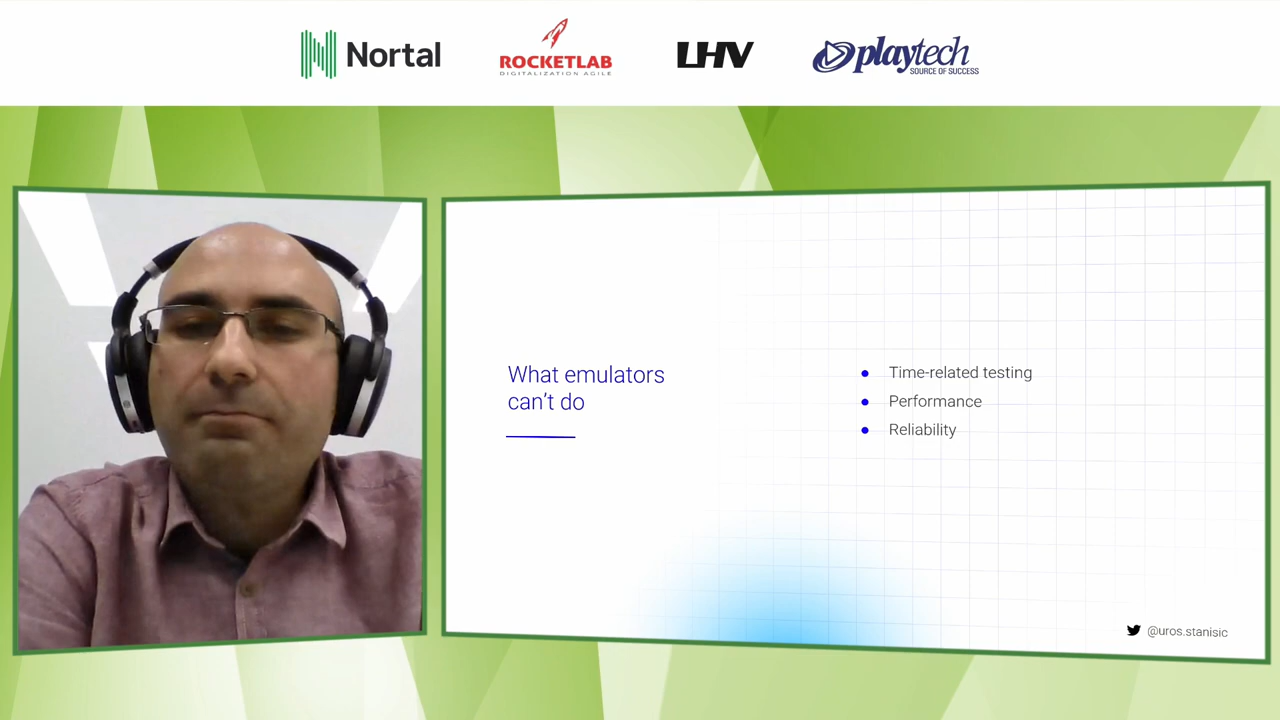 Nortal
ROCKETLAB
DIGITALIZATION AGILE
LHV
playtech
SOURCE OF SUCCESS
What emulators
can't do
● Time-related testing
● Performance
● Reliability
@uros.stanisic